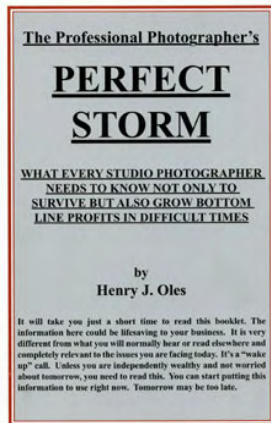 The Professional Photographer's
PERFECT
STORM
WHAT EVERY STUDIO PHOTOGRAPHER
NEEDS TO KNOW NOT ONLY TO
SURVIVE BUT ALSO GROW BOTTOM
LINE PROFITS IN DIFFICULT TIMES
by
Henry J. Oles
It will take you just a short time to read this booklet. The
information here could be lifesaving to your business. It is very
different from what you will normally hear or read elsewhere and
completely relevant to the issues you are facing today. It's a "wake
up" call. Unless you are independently wealthy and not worried
about tomorrow, you need to read this. You can start putting this
information to use right now. Tomorrow may be too late.